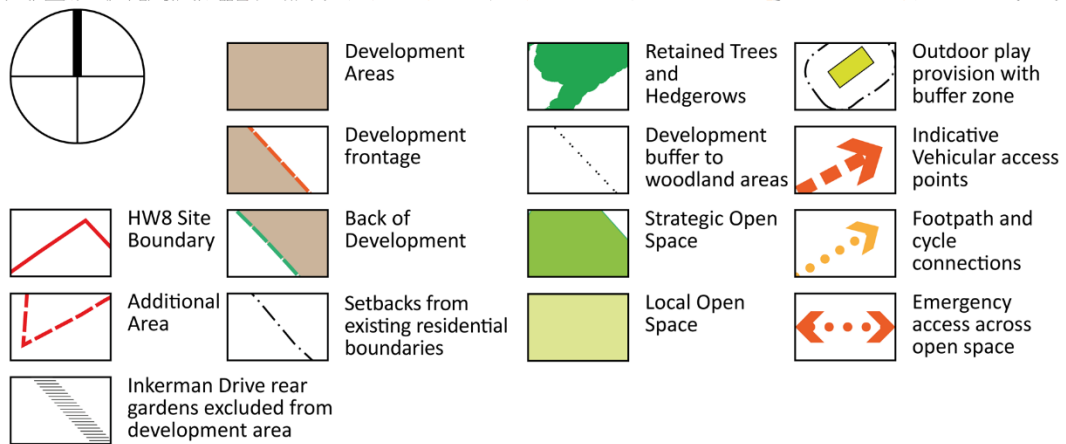 HW8 Site
Boundary
Additional
Area
Inkerman Drive rear
gardens excluded from
development area
Development
Areas
Development
frontage
Back of
Development
Setbacks from
existing residential
boundaries
Retained Trees
and
Hedgerows
Development
buffer to
woodland areas
Strategic Open
Space
Local Open
Space
Outdoor play
provision with
buffer zone
Indicative
Vehicular access
points
Footpath and
cycle
connections
Emergency
access across
open space